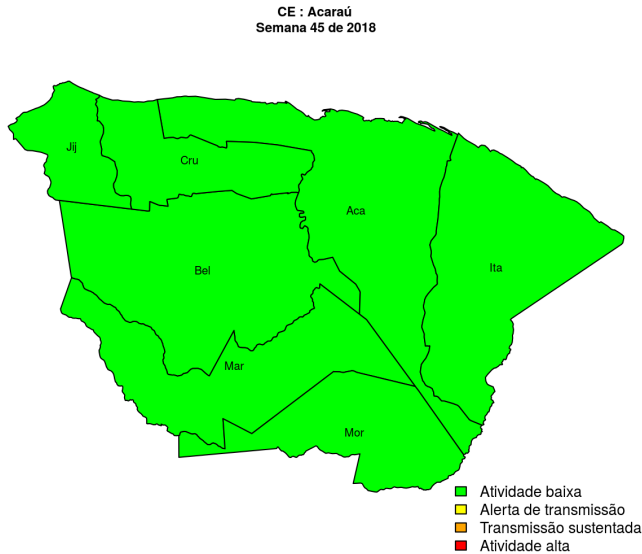 CE : Acaraú
Semana 45 de 2018
Jij
Cru
Aca
Bel
Ita
Mar
Mor
Atividade baixa
Alerta de transmissão
Transmissão sustentada
Atividade alta